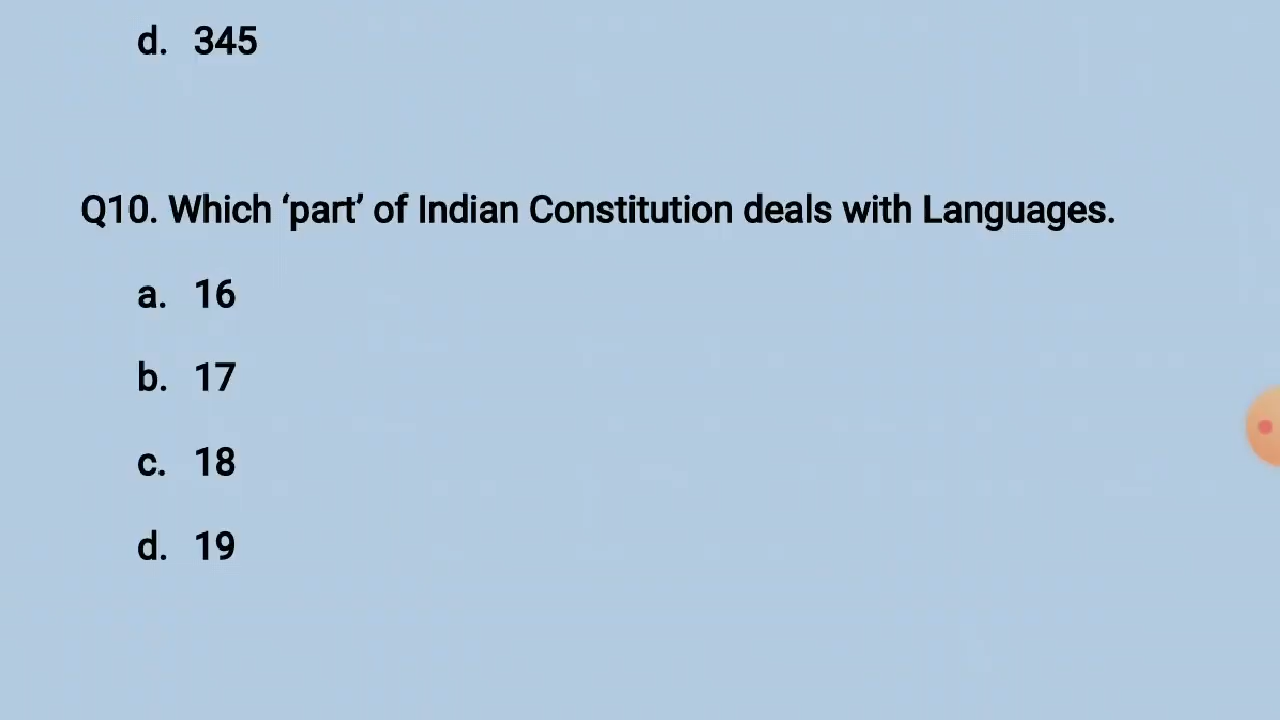 d. 345
Q10. Which ‘part’ of Indian Constitution deals with Languages.
a. 16
b. 17
c. 18
d. 19